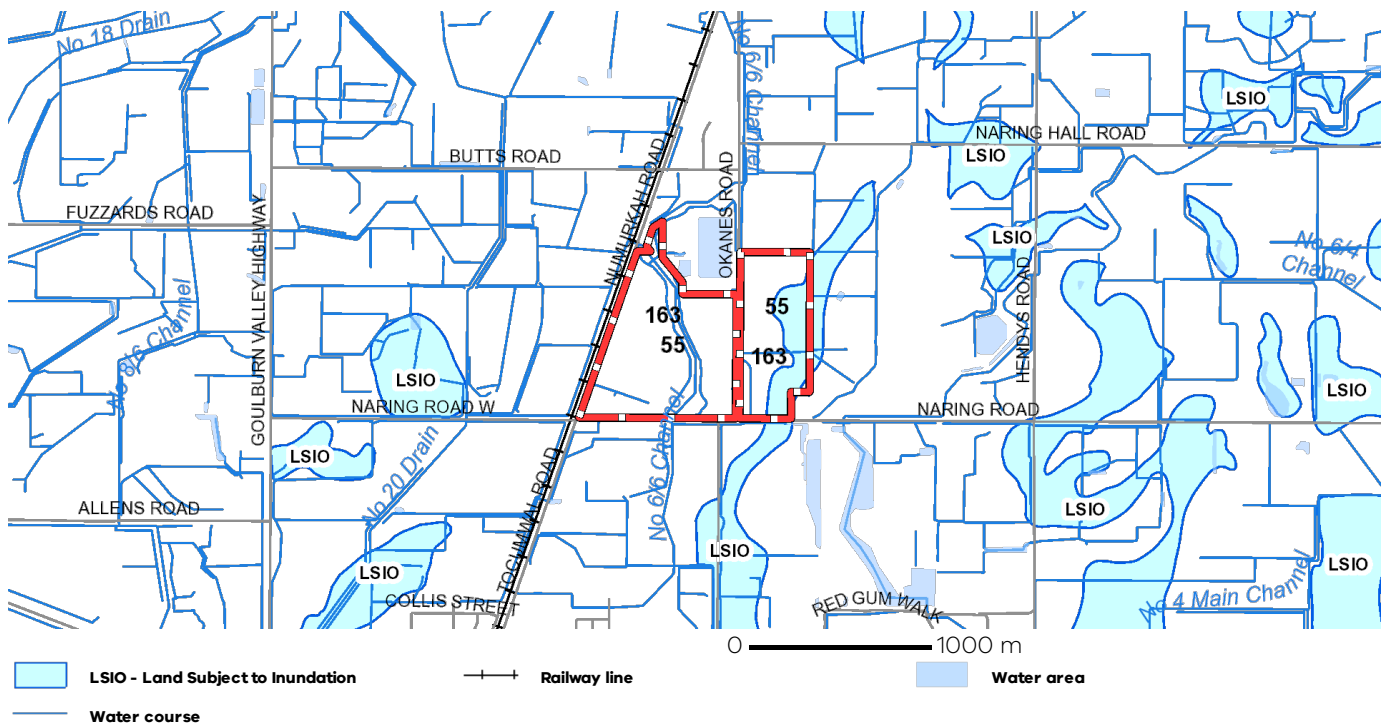 No 18 Drain
No 6/6 Channel
LSIO
NARING HALL ROAD
LSIO
BUTTS ROAD
NUMURKAH ROAD
OKANES ROAD
FUZZARDS ROAD
GOULBURN VALLEY HIGHWAY
LSIO
No 6/4
Channel
HENDYS ROAD
No 8/6 Channel
163
55
55
163
LSIO
LSIO
NARING ROAD W
NARING ROAD
LSIO
No 20 Drain
No 6/6 Channel
TOCUMWAL ROAD
ALLENS ROAD
LSIO
LSIO
LSIO
LSIO
COLLIS STREET
RED GUM WALK
No 4 Main Channel
0 1000 m
LSIO - Land Subject to Inundation
Railway line
Water area
Water course